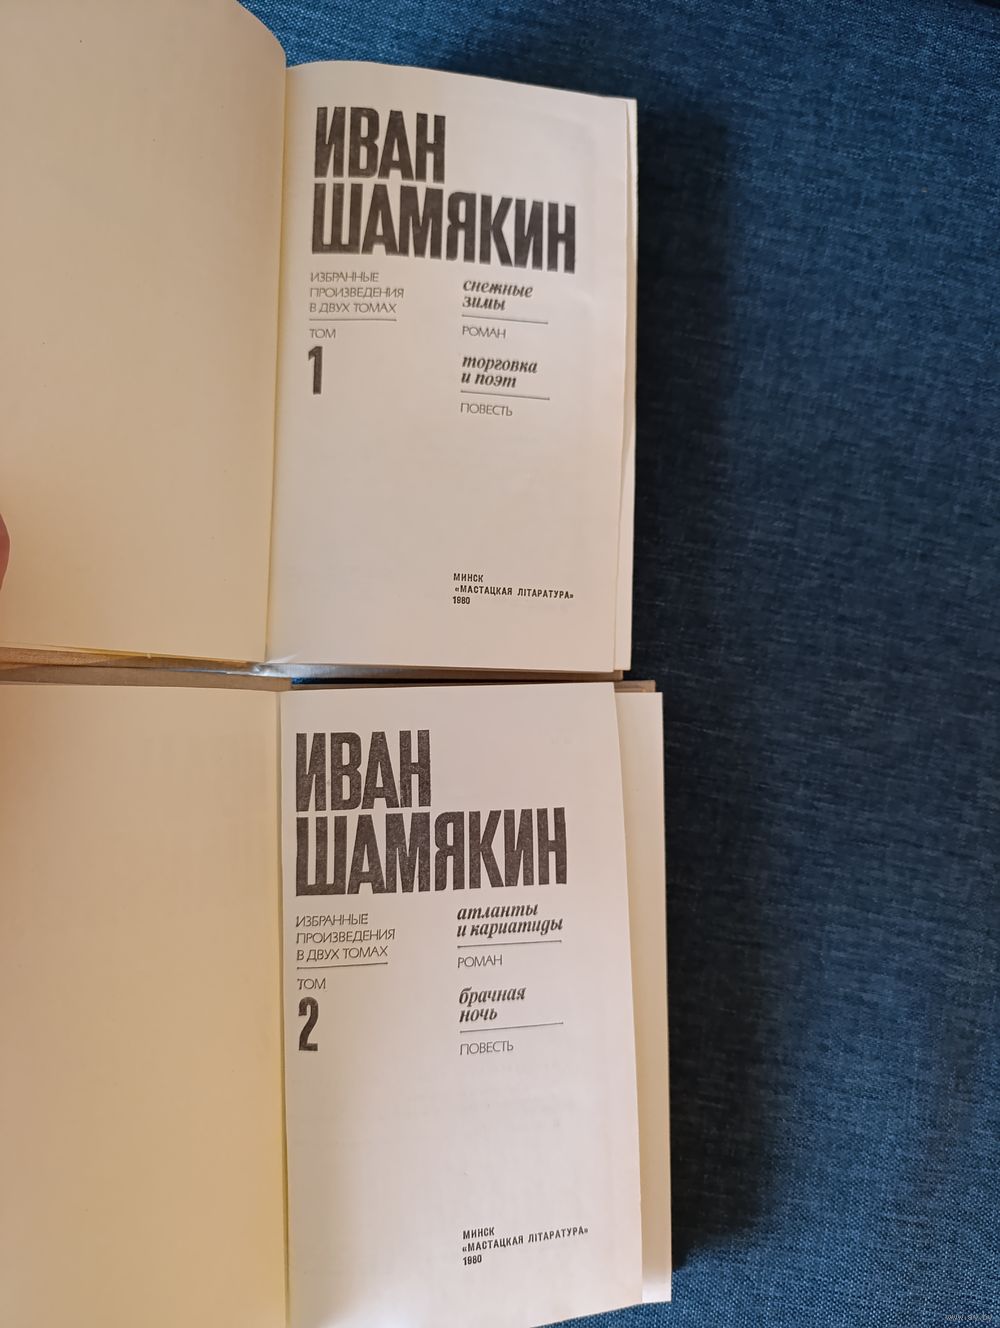 ИВАН
ШАМЯКИН
ИЗБРАННЫЕ
ПРОИЗВЕДЕНИЯ
В ДВУХ ТОМАХ
ТОМ
1
снежные
зимы
РОМАН
торговка
и поэт
ПОВЕСТЬ
МИНСК
«МАСТАЦКАЯ ЛІТАРАТУРА»
1980
ИВАН
ШАМЯКИН
ИЗБРАННЫЕ
ПРОИЗВЕДЕНИЯ
В ДВУХ ТОМАХ
ТОМ
2
атланты
и кариатиды
РОМАН
брачная
ночь
ПОВЕСТЬ
МИНСК
«МАСТАЦКАЯ ЛІТАРАТУРА»
1980